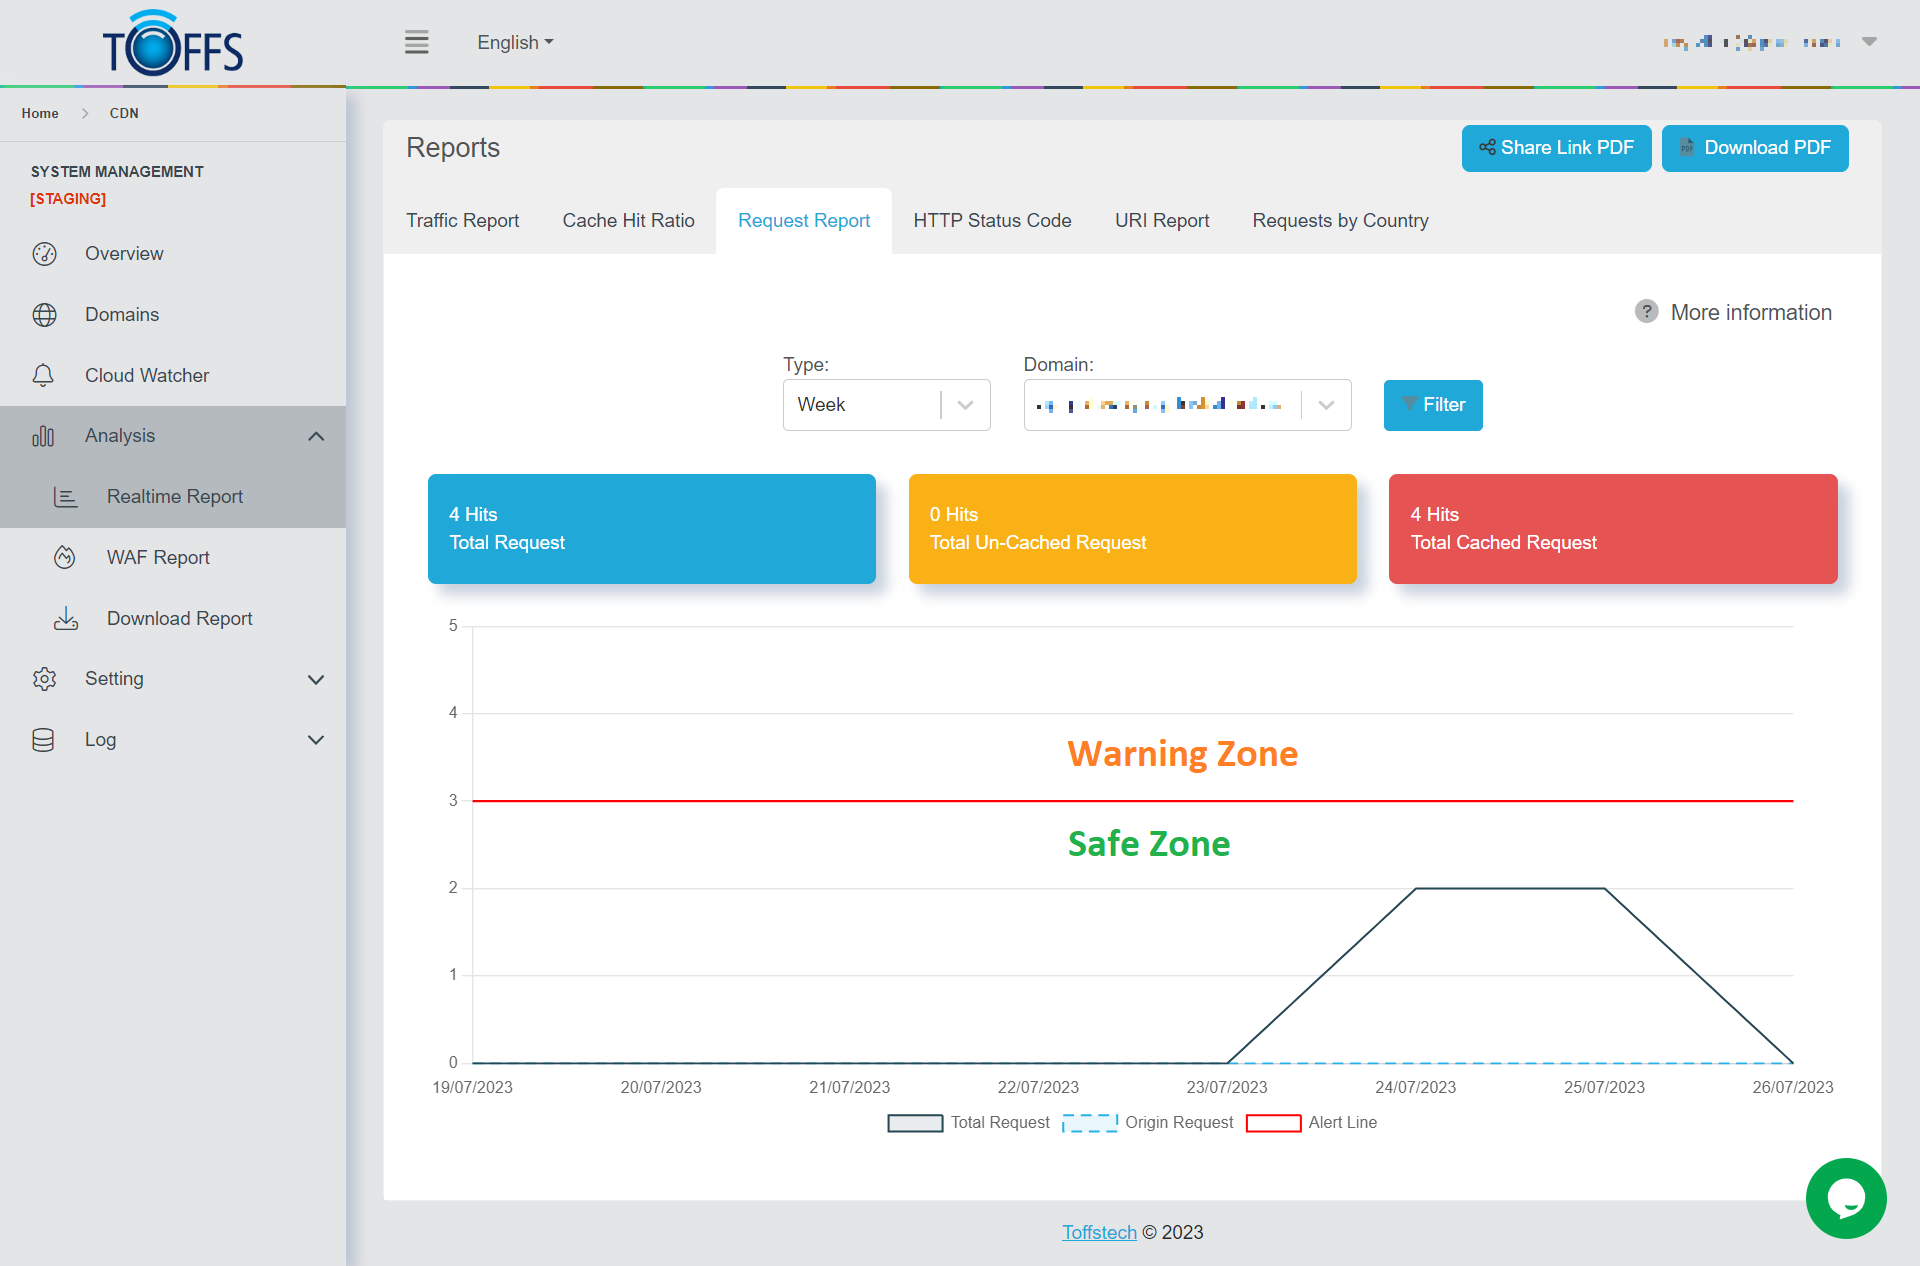 TOFFS
English
Home > CDN
SYSTEM MANAGEMENT
[STAGING]
Overview
Domains
Cloud Watcher
Analysis
Realtime Report
WAF Report
Download Report
Setting
Log
Reports
Share Link PDF
PDF Download PDF
Traffic Report Cache Hit Ratio Request Report HTTP Status Code URI Report Requests by Country
? More information
Type:
Week
Domain:
Filter
4 Hits
Total Request
0 Hits
Total Un-Cached Request
4 Hits
Total Cached Request
5
4
Warning Zone
3
Safe Zone
2
1
0
19/07/2023 20/07/2023 21/07/2023 22/07/2023 23/07/2023 24/07/2023 25/07/2023 26/07/2023
Total Request Origin Request Alert Line
Toffstech © 2023